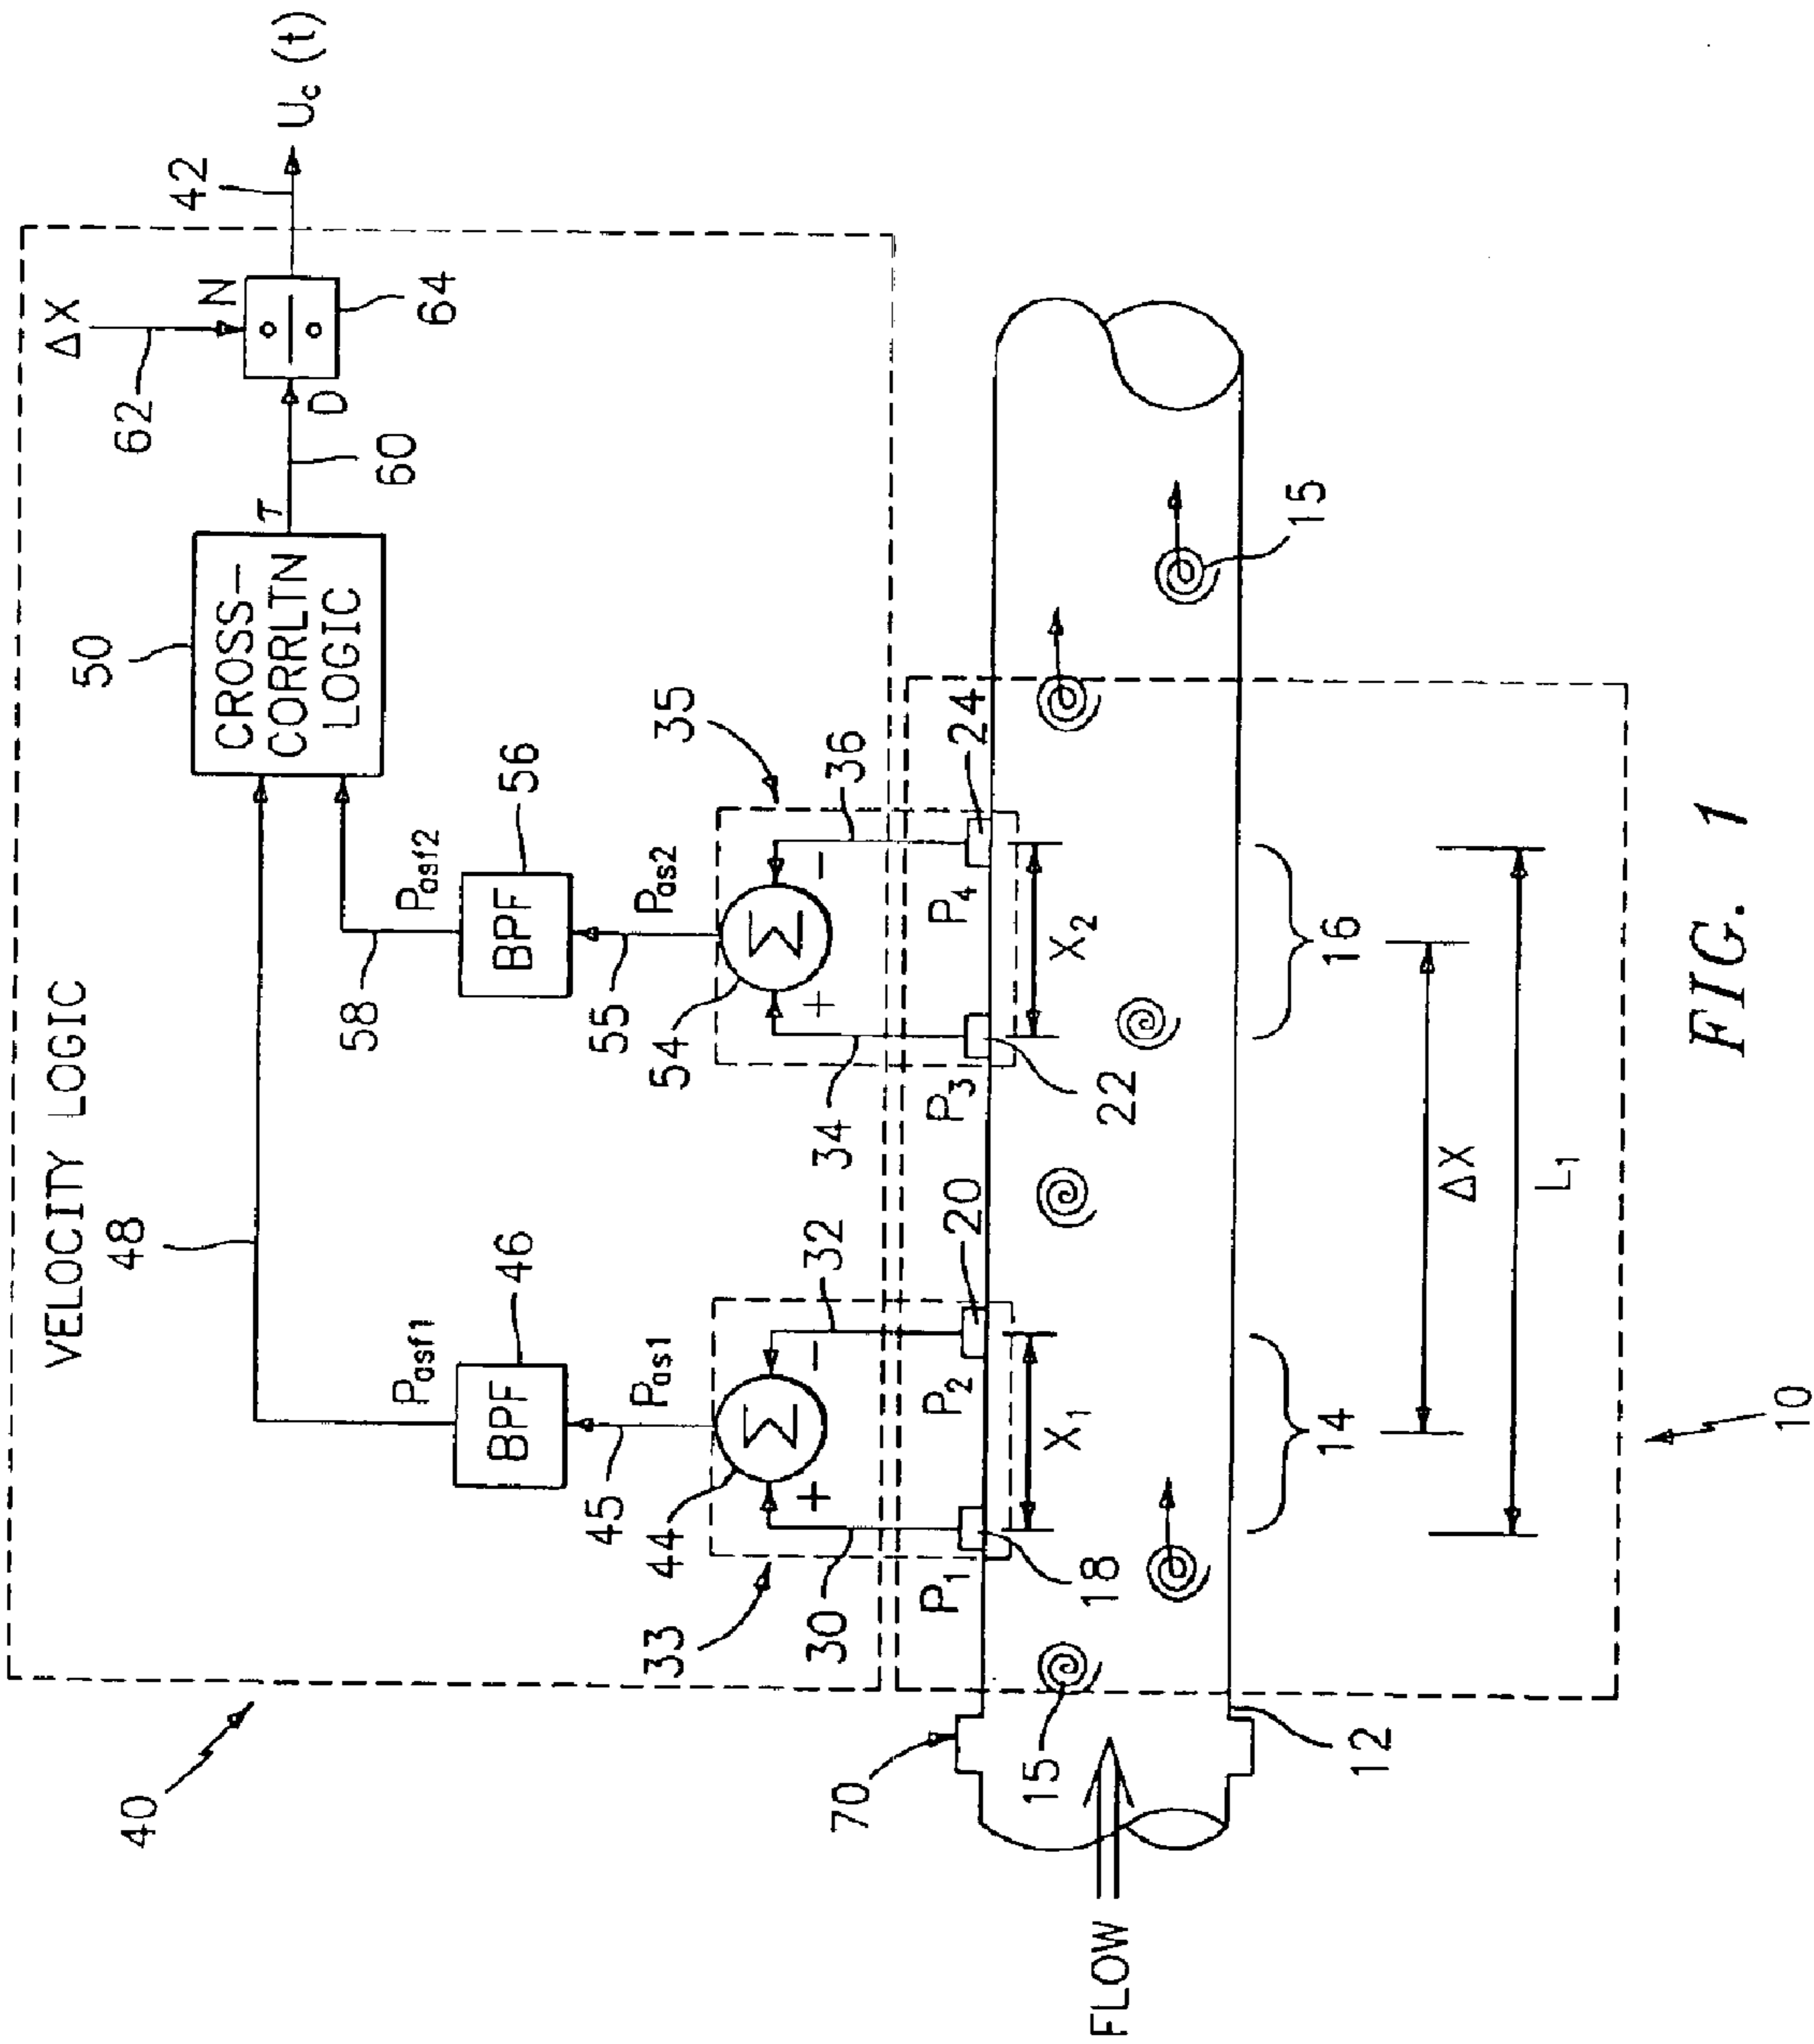 40
VELOCITY LOGIC
48
50
CROSS-
CORRLTN
LOGIC
τ
60
62
ΔX
N
D
64
42
Uc (t)
Pasf1
BPF
46
Pasf2
58
BPF
56
45
Pas1
55
Pas2
33
44
Σ
+
−
30
32
54
Σ
+
−
34
36
35
70
P1
18
P2
20
X1
P3
22
P4
24
X2
FLOW
15
15
12
14
16
ΔX
L1
10
FIG. 1